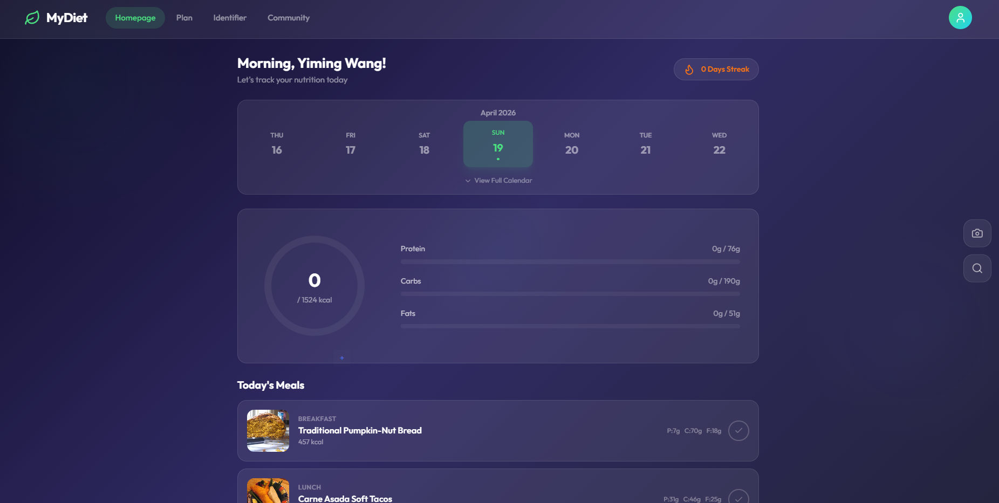 MyDiet
Homepage
Plan
Identifier
Community
Morning, Yiming Wang!
Let's track your nutrition today
0 Days Streak
April 2026
THU
16
FRI
17
SAT
18
SUN
19
MON
20
TUE
21
WED
22
View Full Calendar
0
/ 1524 kcal
Protein
0g / 76g
Carbs
0g / 190g
Fats
0g / 51g
Today's Meals
BREAKFAST
Traditional Pumpkin-Nut Bread
457 kcal
P:7g C:70g F:18g
LUNCH
Carne Asada Soft Tacos
P:31g C:46g F:25g